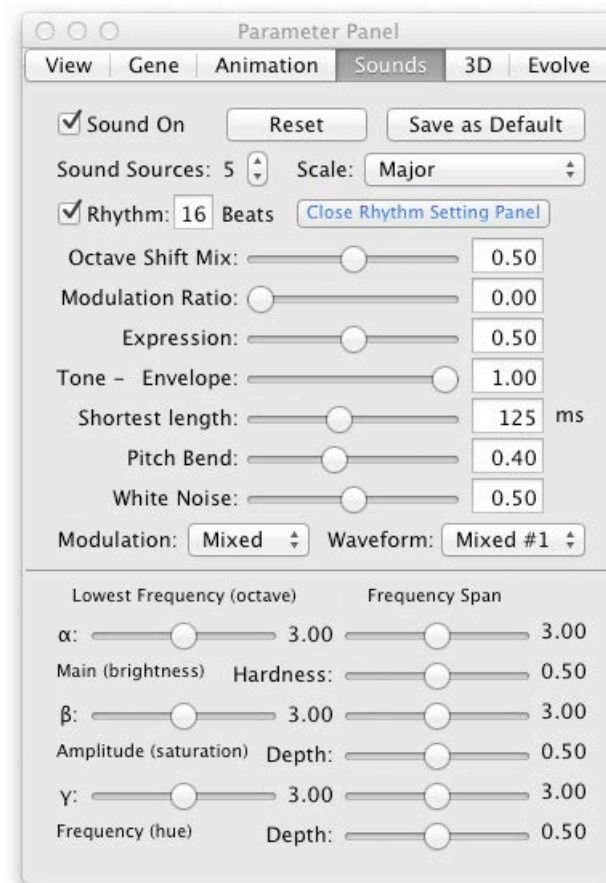 Parameter Panel
View Gene Animation Sounds 3D Evolve
Sound On Reset Save as Default
Sound Sources: 5 Scale: Major
Rhythm: 16 Beats Close Rhythm Setting Panel
Octave Shift Mix: 0.50
Modulation Ratio: 0.00
Expression: 0.50
Tone – Envelope: 1.00
Shortest length: 125 ms
Pitch Bend: 0.40
White Noise: 0.50
Modulation: Mixed Waveform: Mixed #1
Lowest Frequency (octave) Frequency Span
α: 3.00 3.00
Main (brightness) Hardness: 0.50
β: 3.00 3.00
Amplitude (saturation) Depth: 0.50
γ: 3.00 3.00
Frequency (hue) Depth: 0.50